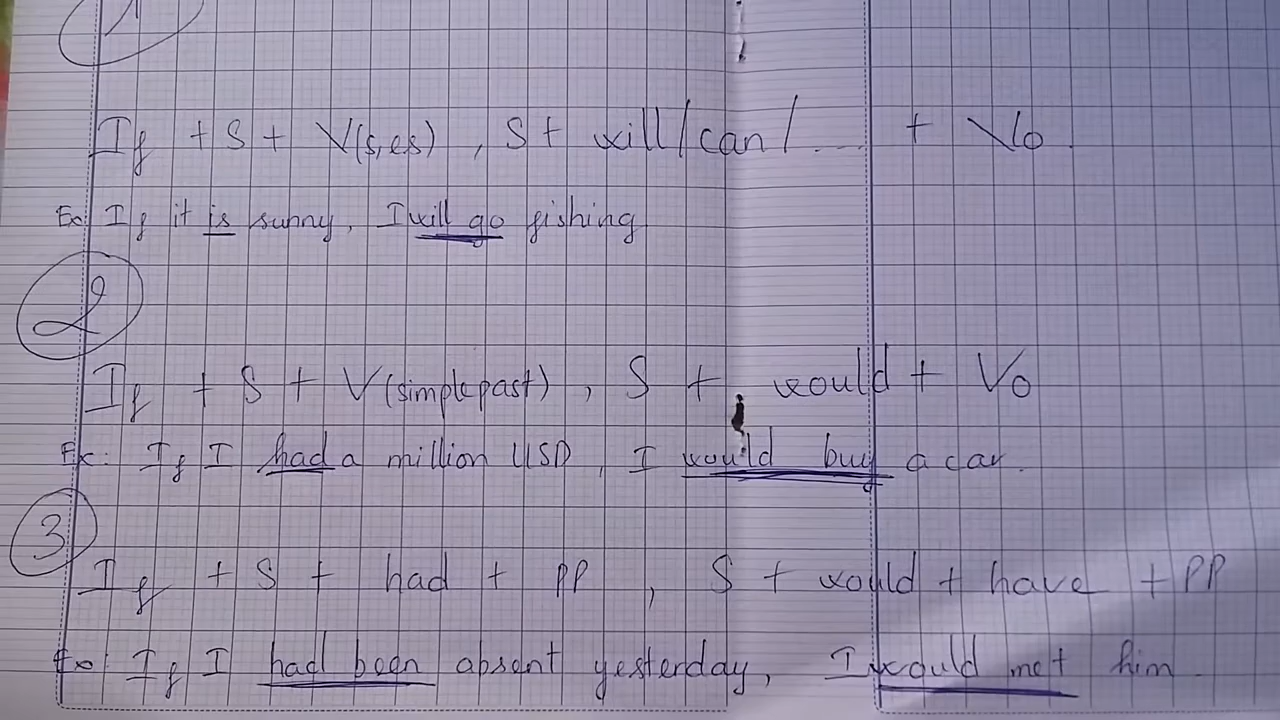 1
If + S + V(s,es) , S + will/can/.... + Vo
Ex: If it is sunny, I will go fishing
2
If + S + V(simple past) , S + would + Vo
Ex: If I had a million USD, I would buy a car.
3
If + S + had + PP , S + would + have + PP
Ex: If I had been absent yesterday, I would met him.